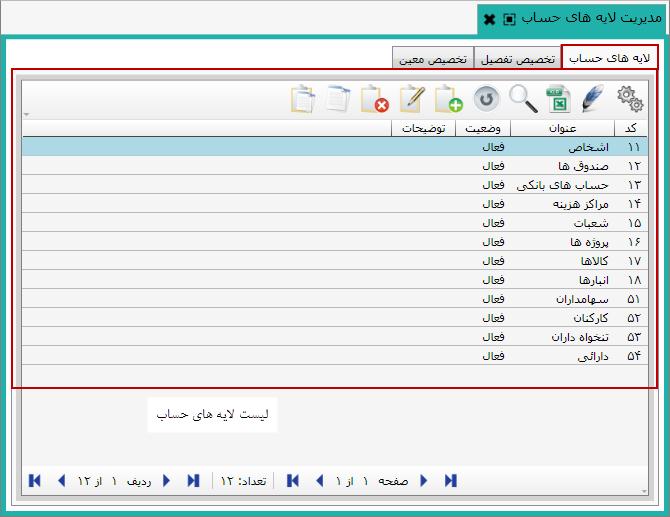 مدیریت لایه های حساب
لایه های حساب تخصیص تفصیل تخصیص معین
کد عنوان وضعیت توضیحات
۱۱ اشخاص فعال
۱۲ صندوق ها فعال
۱۳ حساب های بانکی فعال
۱۴ مراکز هزینه فعال
۱۵ شعبات فعال
۱۶ پروژه ها فعال
۱۷ کالاها فعال
۱۸ انبارها فعال
۵۱ سهامداران فعال
۵۲ کارکنان فعال
۵۳ تنخواه داران فعال
۵۴ دارائی فعال
لیست لایه های حساب
صفحه ۱ از ۱ تعداد: ۱۲ ردیف ۱ از ۱۲